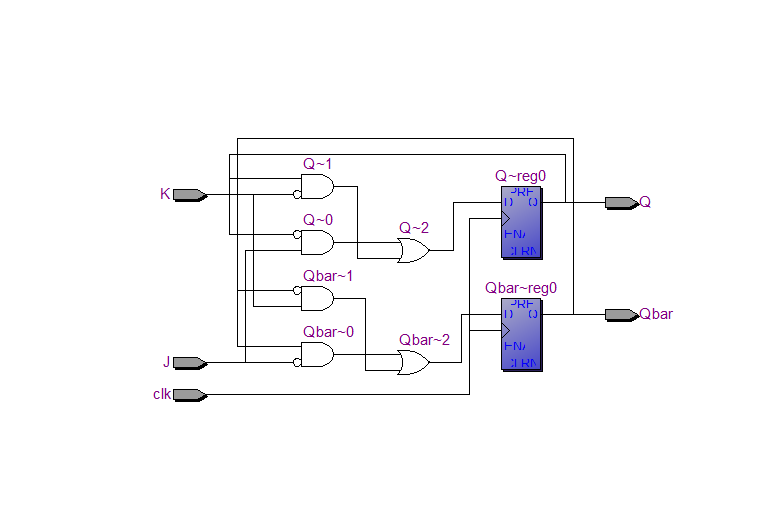 Q~1
Q~reg0
K
PRE
D Q
Q
Q~0
Q~2
ENA
CLRN
Qbar~1
Qbar~reg0
PRE
D Q
Qbar
Qbar~0
Qbar~2
ENA
J
CLRN
clk